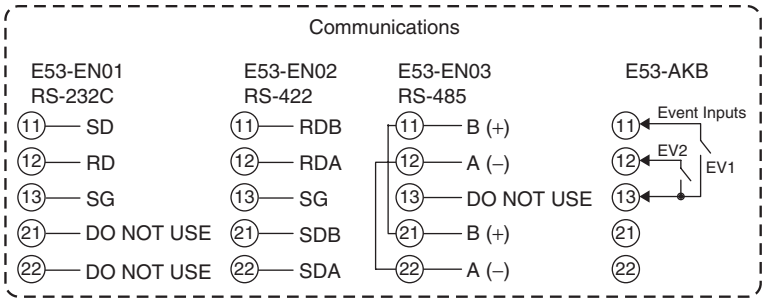 Communications
E53-EN01
RS-232C
11 SD
12 RD
13 SG
21 DO NOT USE
22 DO NOT USE
E53-EN02
RS-422
11 RDB
12 RDA
13 SG
21 SDB
22 SDA
E53-EN03
RS-485
11 B (+)
12 A (−)
13 DO NOT USE
21 B (+)
22 A (−)
E53-AKB
Event Inputs
11
EV2
12
EV1
13
21
22